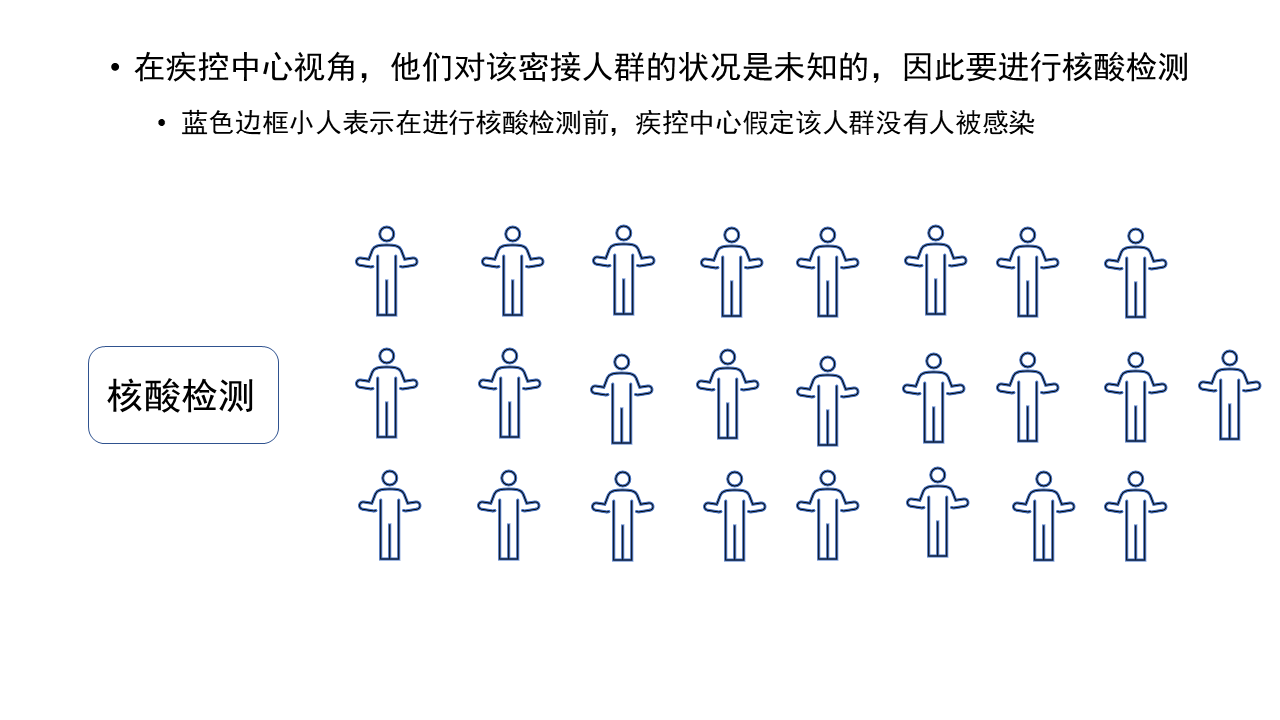 • 在疾控中心视角，他们对该密接人群的状况是未知的，因此要进行核酸检测
• 蓝色边框小人表示在进行核酸检测前，疾控中心假定该人群没有人被感染
核酸检测